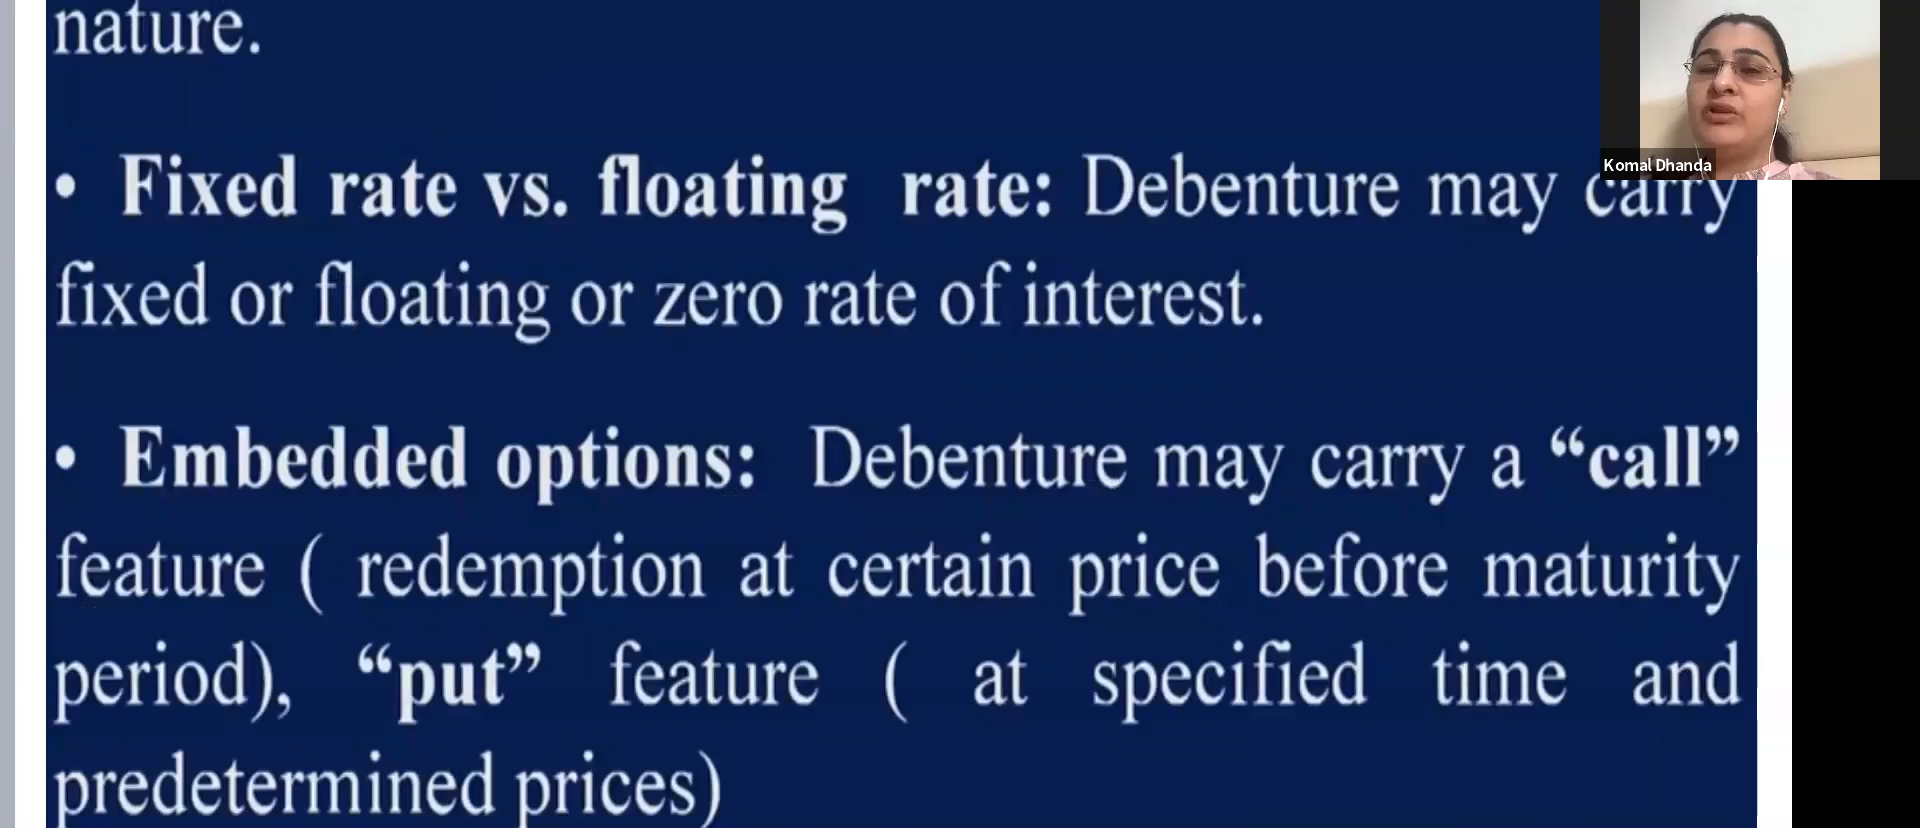 nature.
Komal Dhanda
• Fixed rate vs. floating rate: Debenture may carry
fixed or floating or zero rate of interest.
• Embedded options: Debenture may carry a “call”
feature ( redemption at certain price before maturity
period), “put” feature ( at specified time and
predetermined prices)